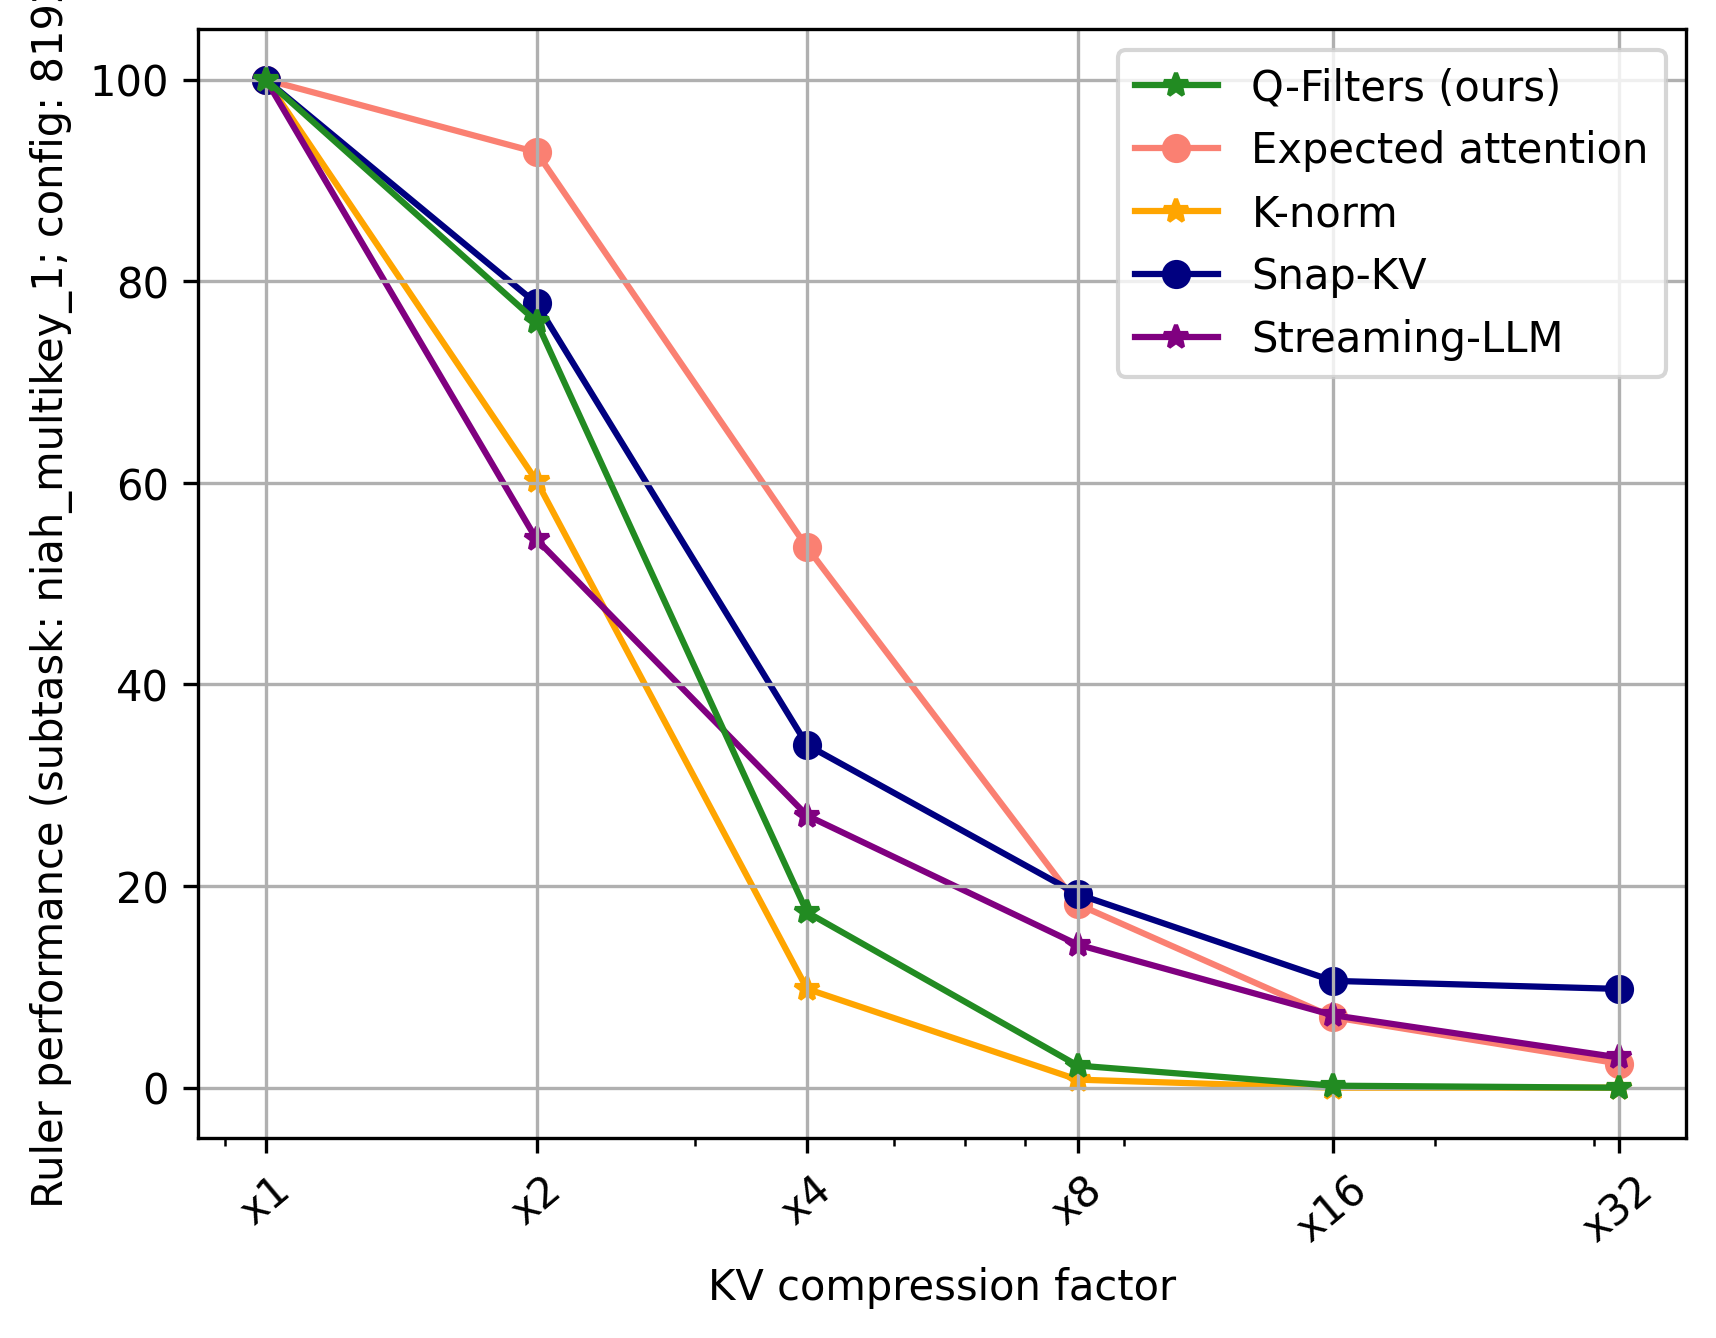 Ruler performance (subtask: niah_multikey_1; config: 819
100
80
60
40
20
0
Q-Filters (ours)
Expected attention
K-norm
Snap-KV
Streaming-LLM
x1
x2
x4
x8
x16
x32
KV compression factor